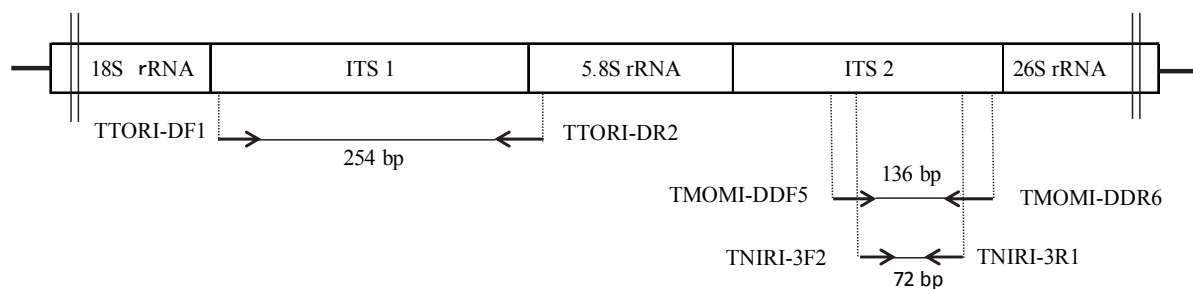 18S rRNA ITS 1 5.8S rRNA ITS 2 26S rRNA
TTORI-DF1 TTORI-DR2
254 bp
136 bp
TMOMI-DDF5 TMOMI-DDR6
TNIRI-3F2 TNIRI-3R1
72 bp